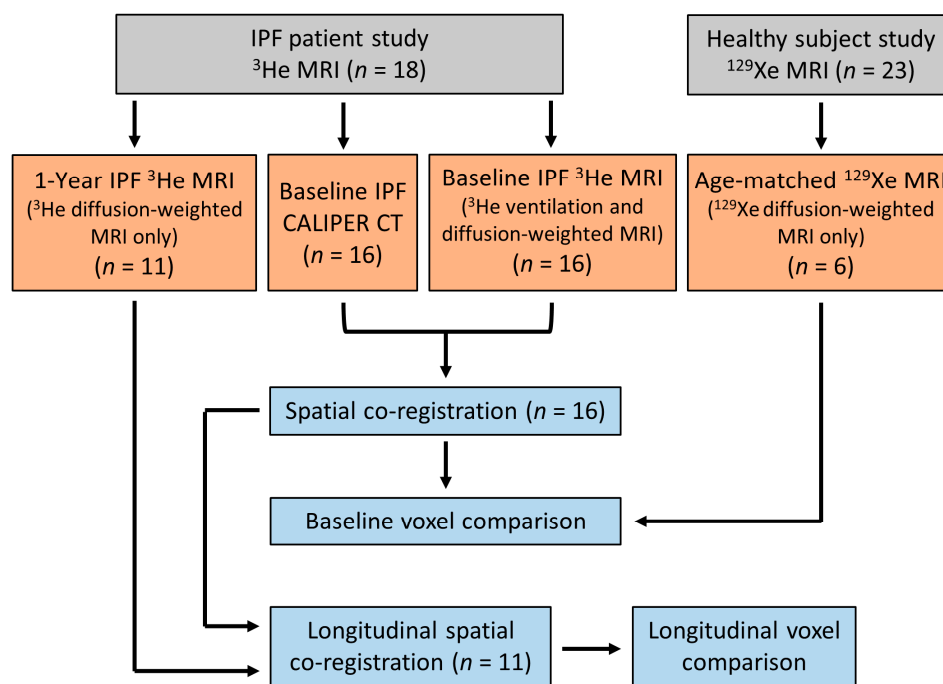 IPF patient study
³He MRI (n = 18)
Healthy subject study
¹²⁹Xe MRI (n = 23)
1-Year IPF ³He MRI
(³He diffusion-weighted
MRI only)
(n = 11)
Baseline IPF
CALIPER CT
(n = 16)
Baseline IPF ³He MRI
(³He ventilation and
diffusion-weighted MRI)
(n = 16)
Age-matched ¹²⁹Xe MRI
(¹²⁹Xe diffusion-weighted
MRI only)
(n = 6)
Spatial co-registration (n = 16)
Baseline voxel comparison
Longitudinal spatial
co-registration (n = 11)
Longitudinal voxel
comparison